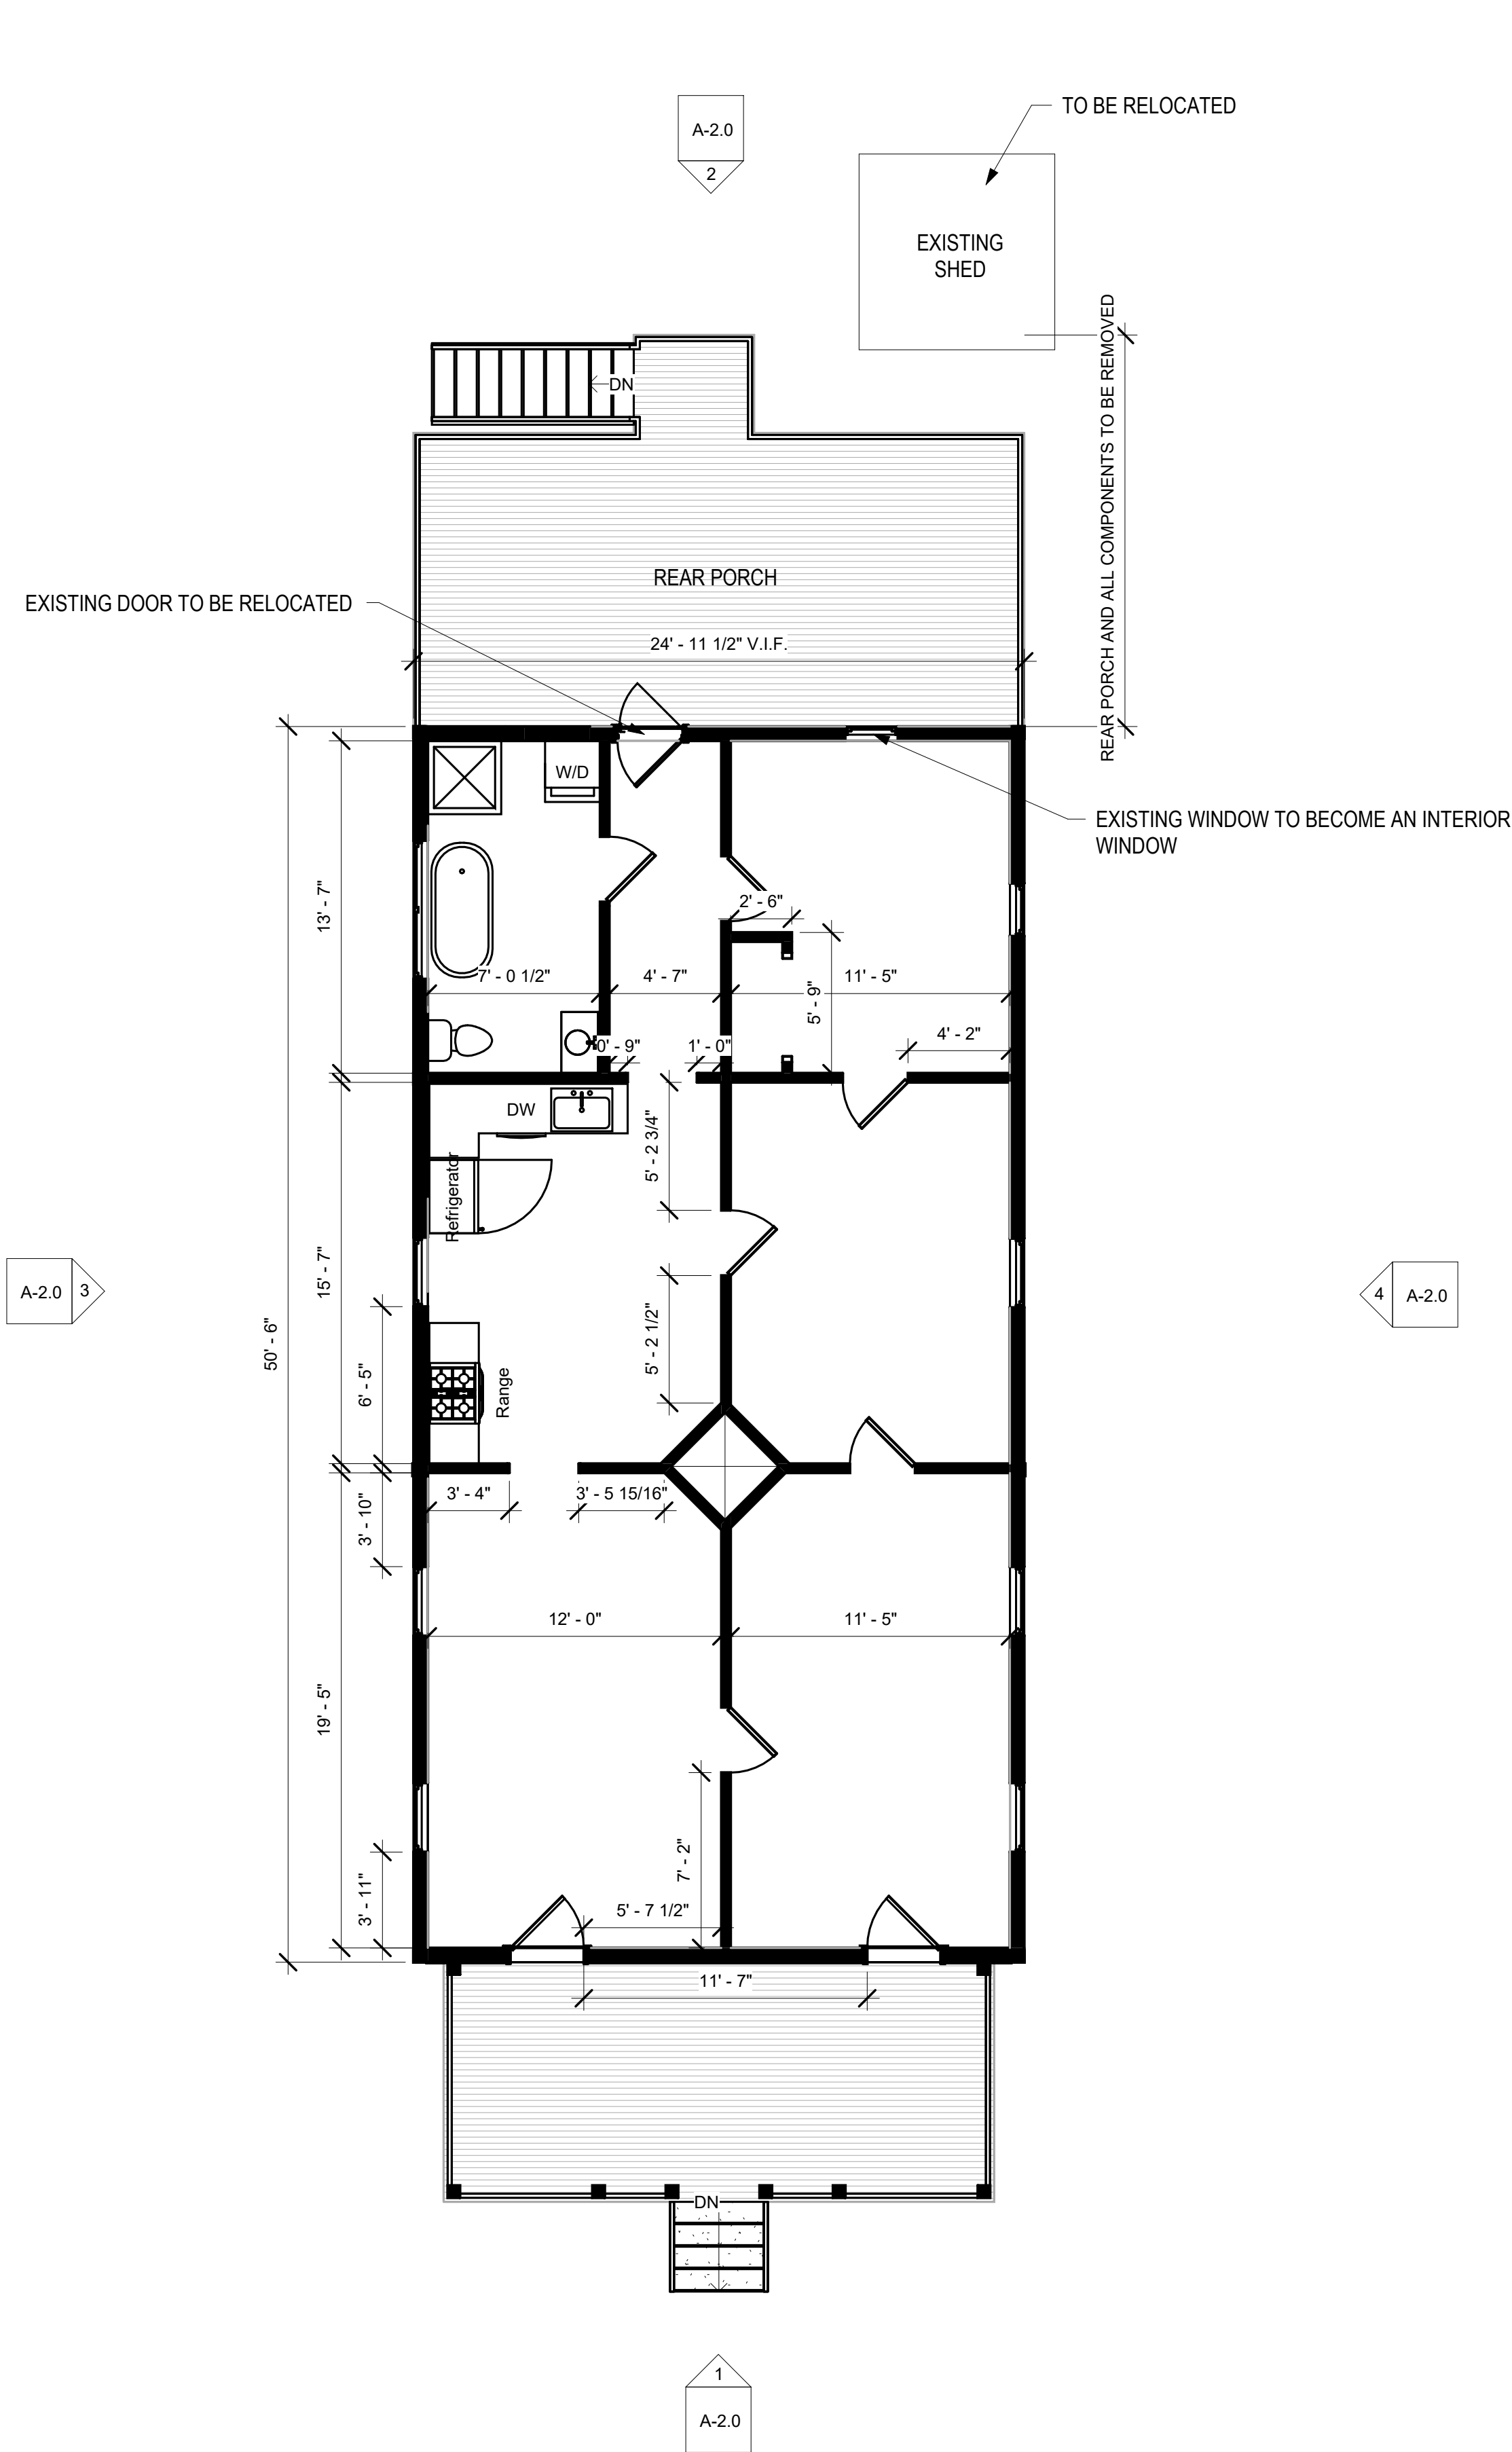 TO BE RELOCATED
A-2.0
2
EXISTING
SHED
REAR PORCH AND ALL COMPONENTS TO BE REMOVED
DN
REAR PORCH
EXISTING DOOR TO BE RELOCATED
24' - 11 1/2" V.I.F.
W/D
EXISTING WINDOW TO BECOME AN INTERIOR
WINDOW
13' - 7"
2' - 6"
7' - 0 1/2"
4' - 7"
11' - 5"
5' - 9"
4' - 2"
0' - 9"
1' - 0"
DW
5' - 2 3/4"
Refrigerator
15' - 7"
A-2.0
3
4
A-2.0
50' - 6"
5' - 2 1/2"
6' - 5"
Range
3' - 4"
3' - 5 15/16"
3' - 10"
12' - 0"
11' - 5"
19' - 5"
7' - 2"
3' - 11"
5' - 7 1/2"
11' - 7"
DN
1
A-2.0